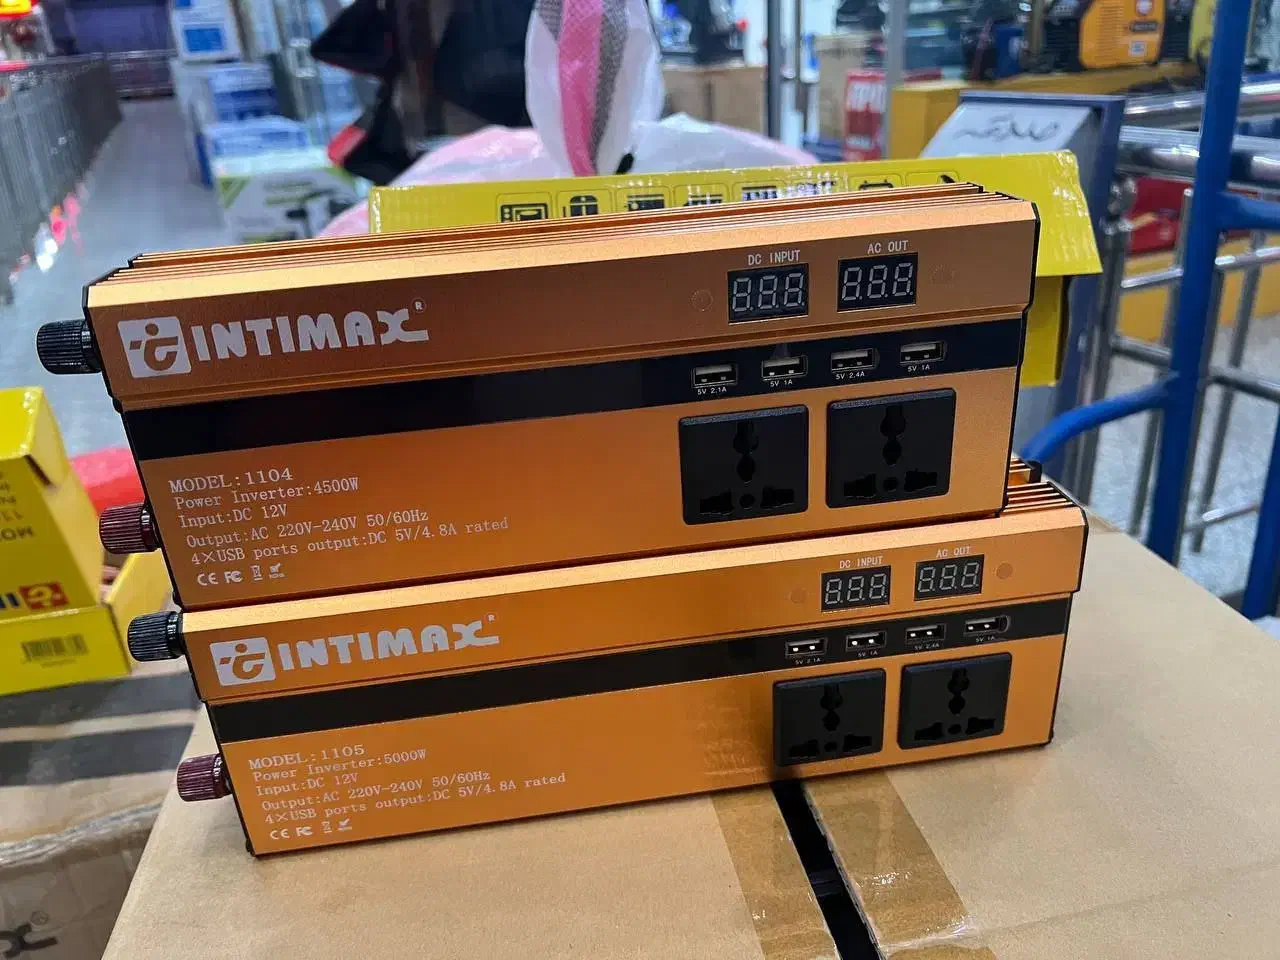 صدقة
DC INPUT
AC OUT
INTIMAX®
5V 2.1A
5V 1A
5V 2.4A
5V 1A
MODEL:1104
Power Inverter:4500W
Input:DC 12V
Output:AC 220V-240V 50/60Hz
4×USB ports output:DC 5V/4.8A rated
CE FC
DC INPUT
AC OUT
INTIMAX®
5V 2.1A
5V 1A
5V 2.4A
5V 1A
MODEL:1105
Power Inverter:5000W
Input:DC 12V
Output:AC 220V-240V 50/60Hz
4×USB ports output:DC 5V/4.8A rated
CE FC